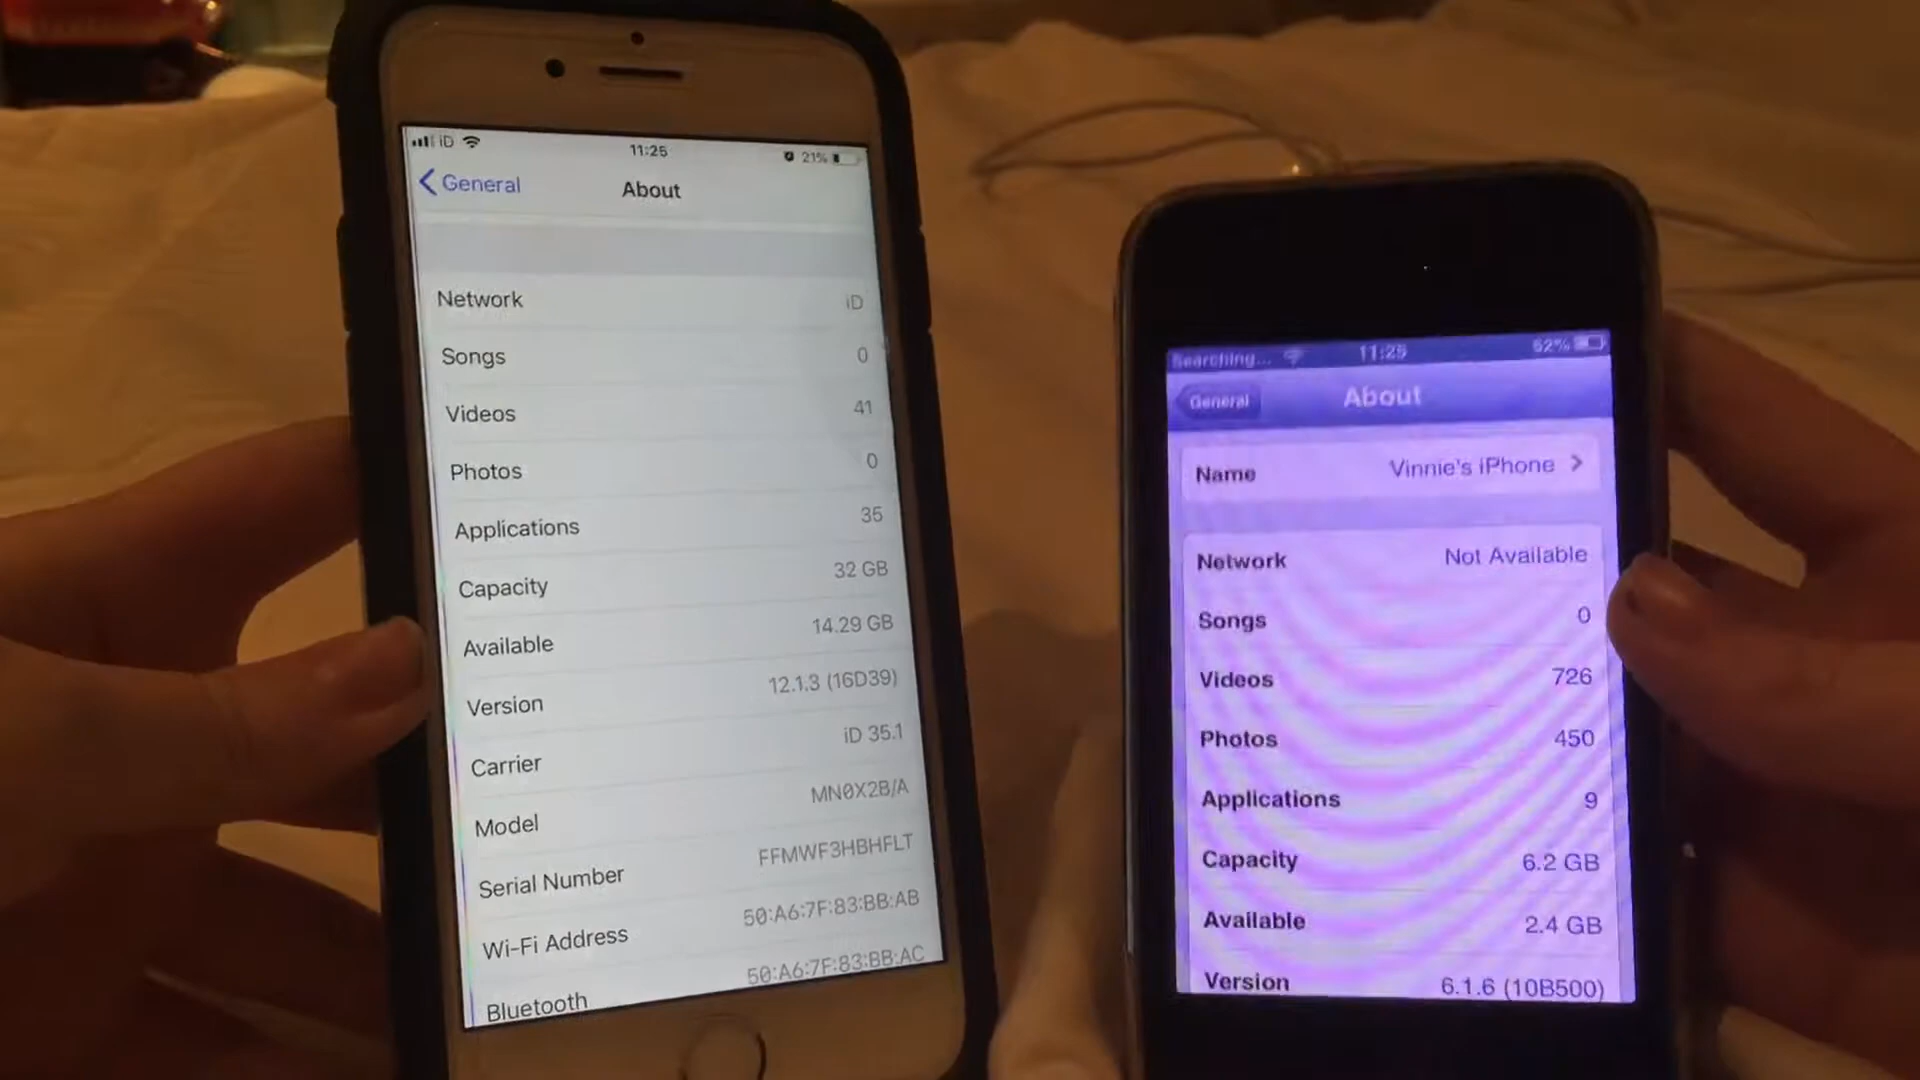 iD
11:25
21%
General
About
Network iD
Songs 0
Videos 41
Photos 0
Applications 35
Capacity 32 GB
Available 14.29 GB
Version 12.1.3 (16D39)
Carrier iD 35.1
Model MN0X2B/A
Serial Number FFMWF3HBHFLT
Wi-Fi Address 50:A6:7F:83:BB:AB
Bluetooth 50:A6:7F:83:BB:AC
Searching...
11:25
52%
General
About
Name Vinnie's iPhone
Network Not Available
Songs 0
Videos 726
Photos 450
Applications 9
Capacity 6.2 GB
Available 2.4 GB
Version 6.1.6 (10B500)